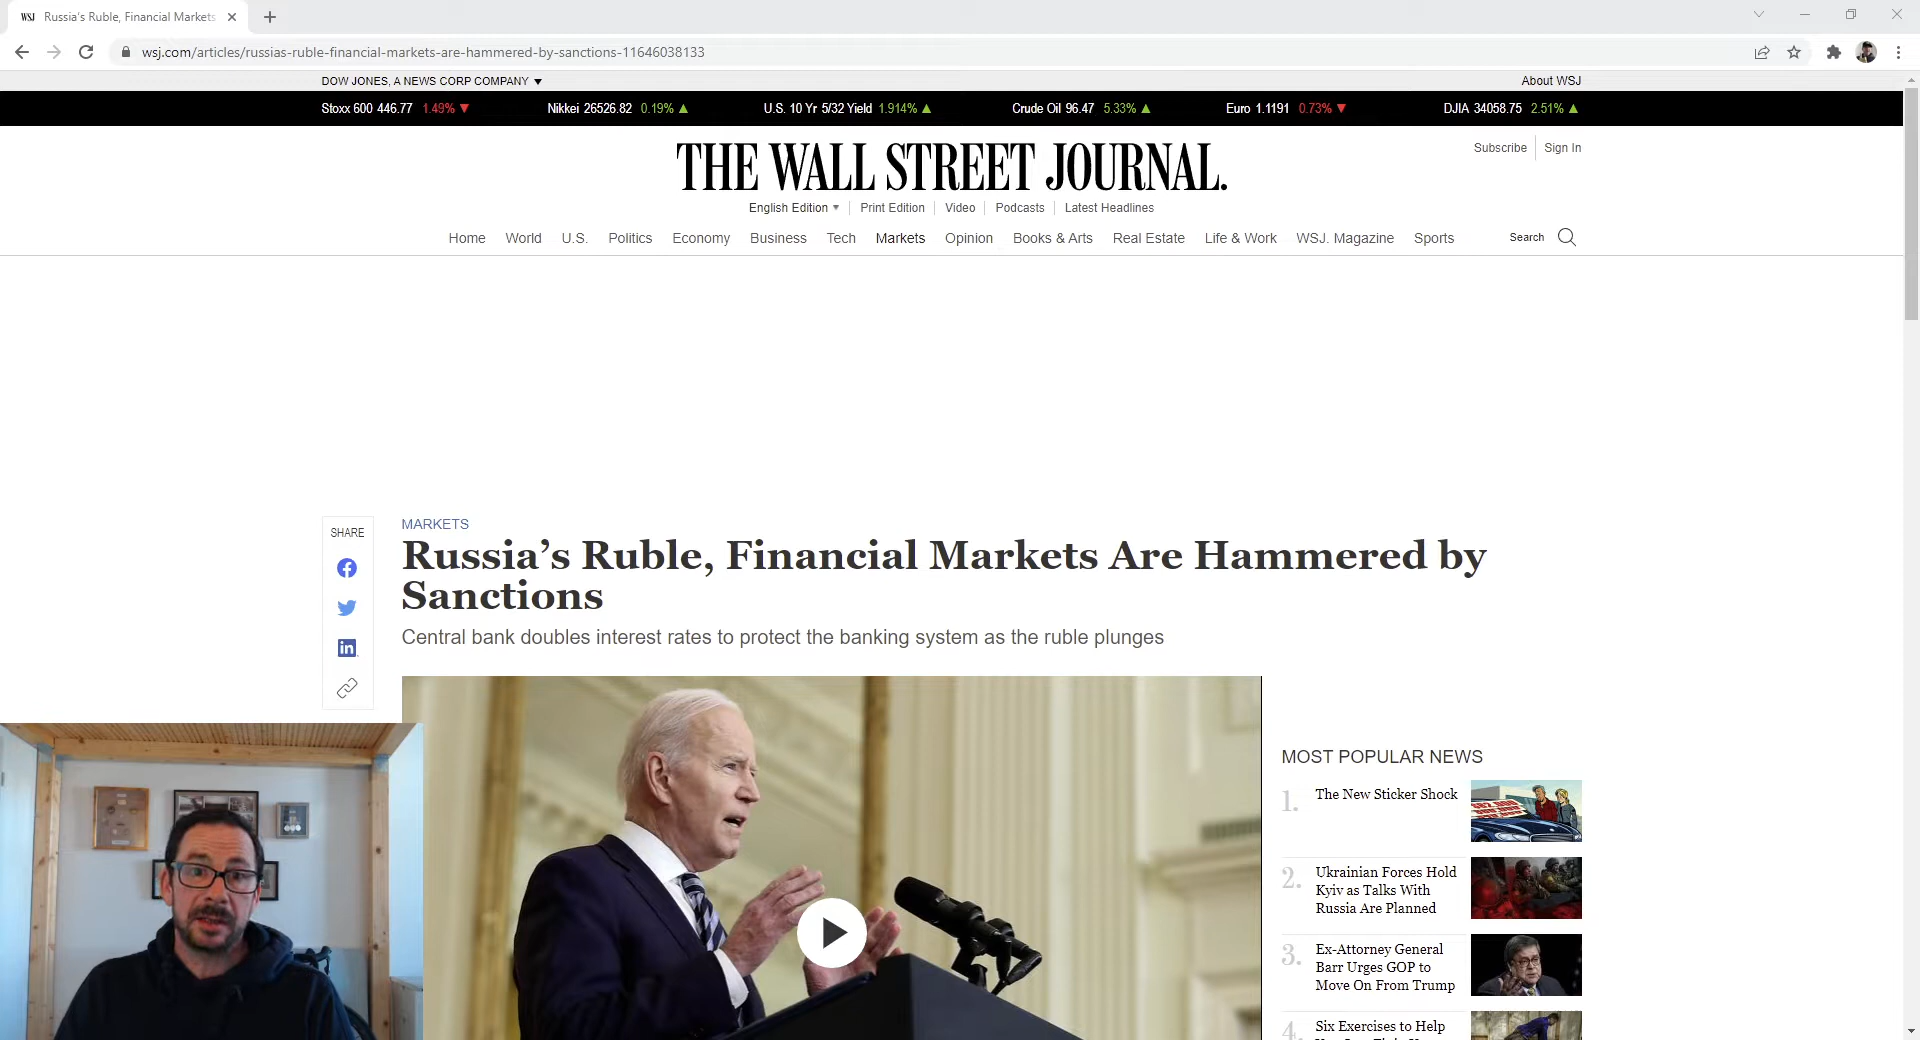 WSJ Russia's Ruble, Financial Markets
wsj.com/articles/russias-ruble-financial-markets-are-hammered-by-sanctions-11646038133
DOW JONES, A NEWS CORP COMPANY ▼ About WSJ
Stoxx 600 446.77 1.49% ▼ Nikkei 26526.82 0.19% ▲ U.S. 10 Yr 5/32 Yield 1.914% ▲ Crude Oil 96.47 5.33% ▲ Euro 1.1191 0.73% ▼ DJIA 34058.75 2.51% ▲
THE WALL STREET JOURNAL.
Subscribe Sign In
English Edition ▼ Print Edition Video Podcasts Latest Headlines
Home World U.S. Politics Economy Business Tech Markets Opinion Books & Arts Real Estate Life & Work WSJ. Magazine Sports Search
SHARE
MARKETS
Russia’s Ruble, Financial Markets Are Hammered by
Sanctions
Central bank doubles interest rates to protect the banking system as the ruble plunges
MOST POPULAR NEWS
1. The New Sticker Shock
2. Ukrainian Forces Hold
Kyiv as Talks With
Russia Are Planned
3. Ex-Attorney General
Barr Urges GOP to
Move On From Trump
4. Six Exercises to Help